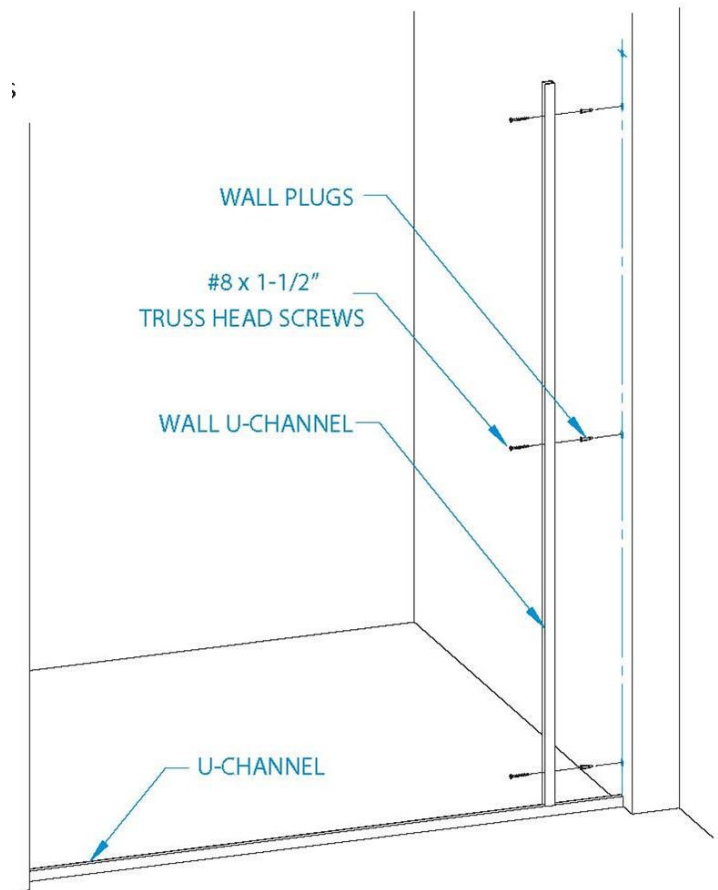 s
WALL PLUGS
#8 x 1-1/2”
TRUSS HEAD SCREWS
WALL U-CHANNEL
U-CHANNEL